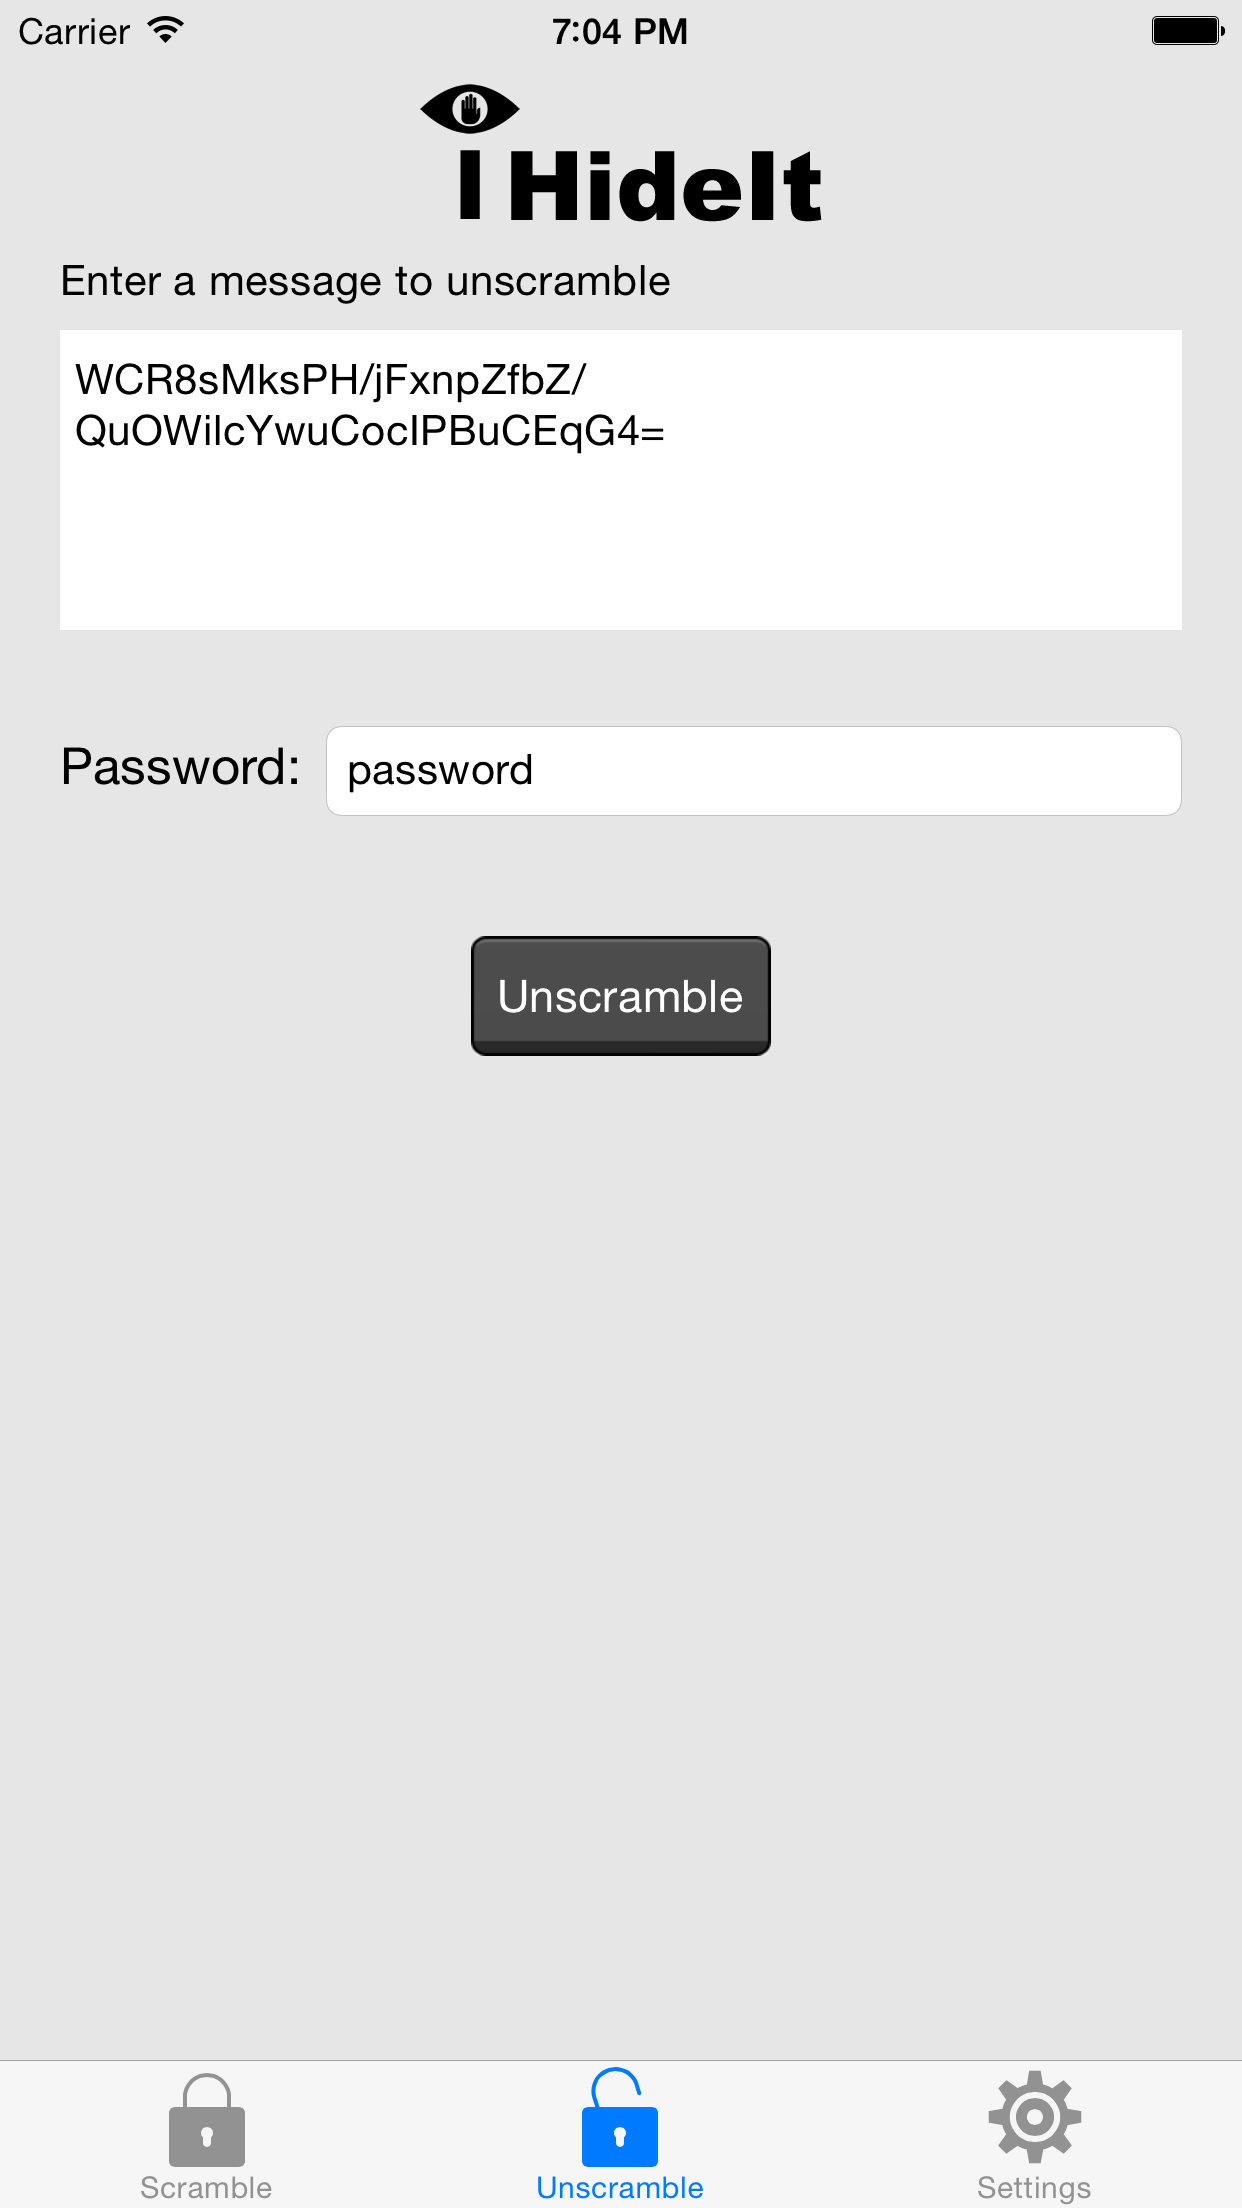 Carrier 7:04 PM
I HideIt
Enter a message to unscramble
WCR8sMksPH/jFxnpZfbZ/
QuOWilcYwuCocIPBuCEqG4=
Password: password
Unscramble
Scramble Unscramble Settings